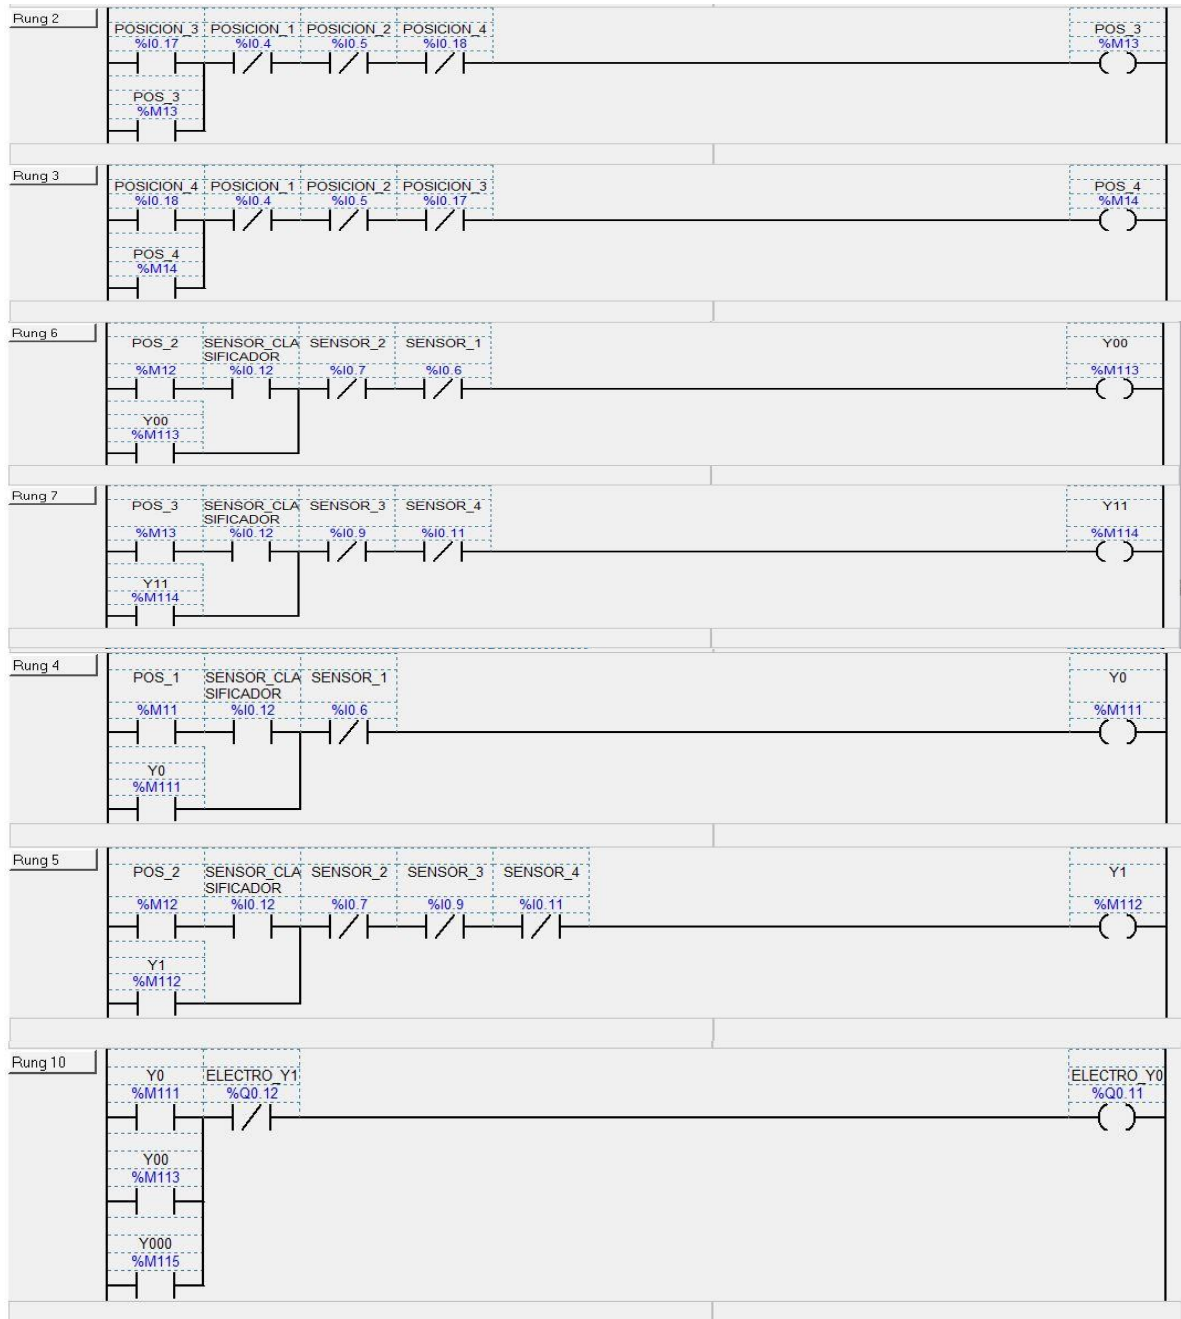 Rung 2
POSICION_3 POSICION_1 POSICION_2 POSICION_4 POS_3
%I0.17 %I0.4 %I0.5 %I0.18 %M13
POS_3
%M13
Rung 3
POSICION_4 POSICION_1 POSICION_2 POSICION_3 POS_4
%I0.18 %I0.4 %I0.5 %I0.17 %M14
POS_4
%M14
Rung 6
POS_2 SENSOR_CLA SENSOR_2 SENSOR_1 Y00
SIFICADOR
%M12 %I0.12 %I0.7 %I0.6 %M113
Y00
%M113
Rung 7
POS_3 SENSOR_CLA SENSOR_3 SENSOR_4 Y11
SIFICADOR
%M13 %I0.12 %I0.9 %I0.11 %M114
Y11
%M114
Rung 4
POS_1 SENSOR_CLA SENSOR_1 Y0
SIFICADOR
%M11 %I0.12 %I0.6 %M111
Y0
%M111
Rung 5
POS_2 SENSOR_CLA SENSOR_2 SENSOR_3 SENSOR_4 Y1
SIFICADOR
%M12 %I0.12 %I0.7 %I0.9 %I0.11 %M112
Y1
%M112
Rung 10
Y0 ELECTRO_Y1 ELECTRO_Y0
%M111 %Q0.12 %Q0.11
Y00
%M113
Y000
%M115